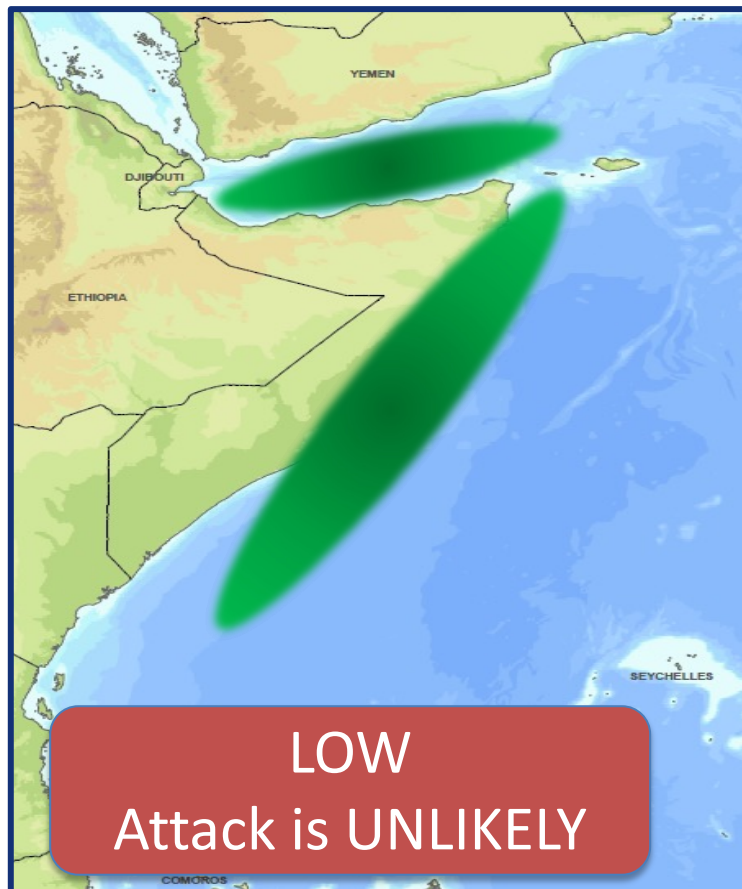 YEMEN
DJIBOUTI
ETHIOPIA
SEYCHELLES
LOW
Attack is UNLIKELY
COMOROS